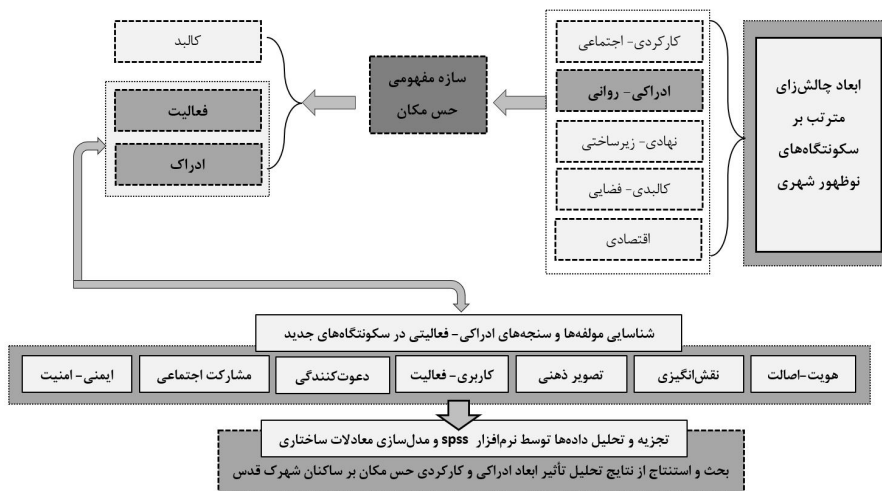 ابعاد چالش‌زای
مترتب بر
سکونتگاه‌های
نوظهور شهری
کارکردی- اجتماعی
ادراکی- روانی
نهادی- زیرساختی
کالبدی- فضایی
اقتصادی
سازه مفهومی
حس مکان
کالبد
فعالیت
ادراک
شناسایی مولفه‌ها و سنجه‌های ادراکی- فعالیتی در سکونتگاه‌های جدید
هویت-اصالت
نقش‌انگیزی
تصویر ذهنی
کاربری- فعالیت
دعوت‌کنندگی
مشارکت اجتماعی
ایمنی- امنیت
تجزیه و تحلیل داده‌ها توسط نرم‌افزار spss و مدل‌سازی معادلات ساختاری
بحث و استنتاج از نتایج تحلیل تأثیر ابعاد ادراکی و کارکردی حس مکان بر ساکنان شهرک قدس